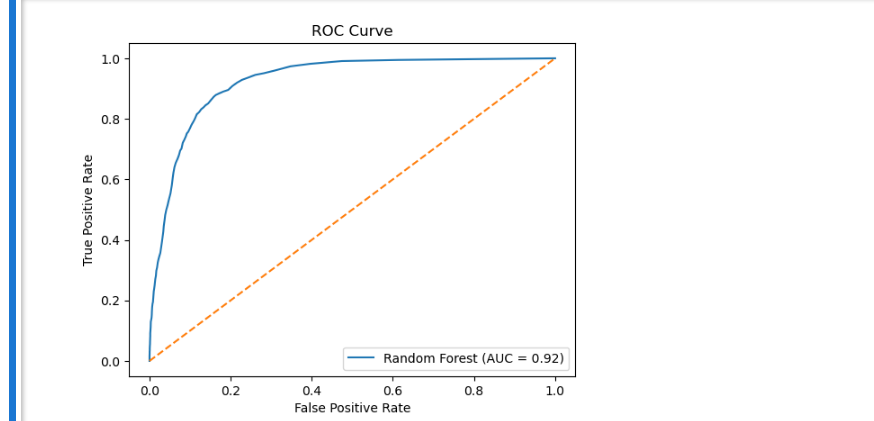 ROC Curve
1.0
0.8
0.6
0.4
0.2
0.0
True Positive Rate
Random Forest (AUC = 0.92)
0.0 0.2 0.4 0.6 0.8 1.0
False Positive Rate